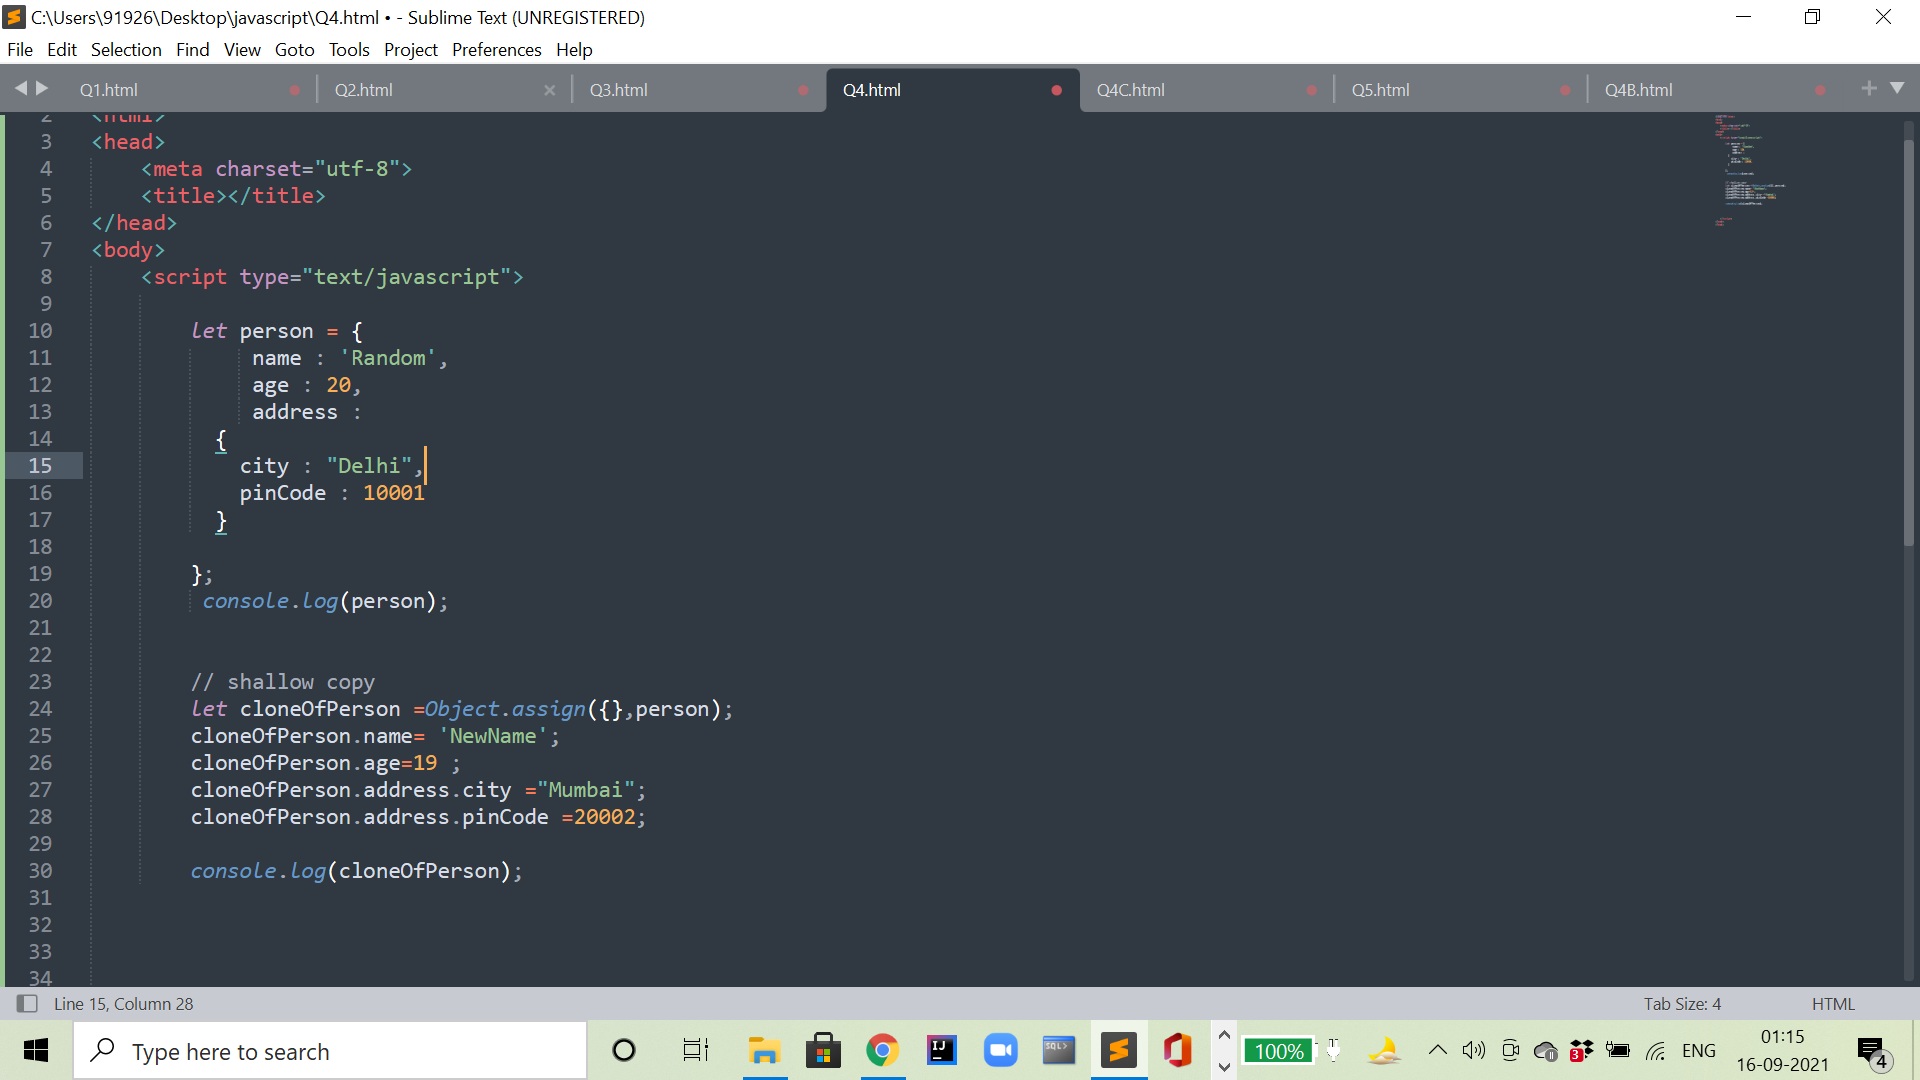 C:\Users\91926\Desktop\javascript\Q4.html • - Sublime Text (UNREGISTERED)
File Edit Selection Find View Goto Tools Project Preferences Help
Q1.html Q2.html Q3.html Q4.html Q4C.html Q5.html Q4B.html
2 <html>
3 <head>
4 <meta charset="utf-8">
5 <title></title>
6 </head>
7 <body>
8 <script type="text/javascript">
9
10 let person = {
11 name : 'Random',
12 age : 20,
13 address :
14 {
15 city : "Delhi",
16 pinCode : 10001
17 }
18
19 };
20 console.log(person);
21
22
23 // shallow copy
24 let cloneOfPerson =Object.assign({},person);
25 cloneOfPerson.name= 'NewName';
26 cloneOfPerson.age=19 ;
27 cloneOfPerson.address.city ="Mumbai";
28 cloneOfPerson.address.pinCode =20002;
29
30 console.log(cloneOfPerson);
31
32
33
34
Line 15, Column 28 Tab Size: 4 HTML
Type here to search IJ SQL> 100% 3 ENG 01:15
16-09-2021 4